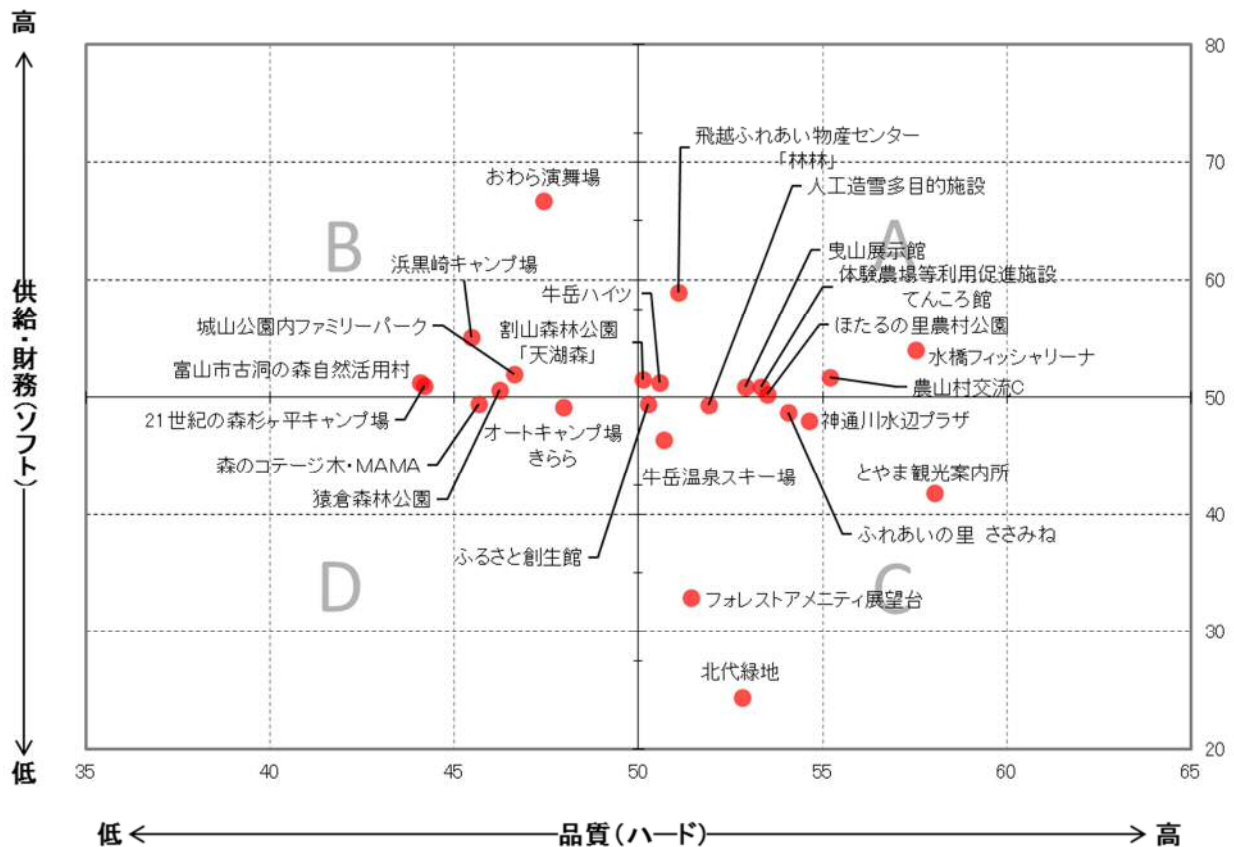 高
80
飛越ふれあい物産センター
「林林」
70
おわら演舞場
人工造雪多目的施設
B
A
浜黒崎キャンプ場
曳山展示館
60
牛岳ハイツ
体験農場等利用促進施設
てんころ館
城山公園内ファミリーパーク
割山森林公園
「天湖森」
ほたるの里農村公園
水橋フィッシャリーナ
富山市古洞の森自然活用村
農山村交流C
50
21世紀の森杉ヶ平キャンプ場
オートキャンプ場
きらら
神通川水辺プラザ
森のコテージ木・MAMA
牛岳温泉スキー場
とやま観光案内所
猿倉森林公園
40
ふれあいの里 ささみね
ふるさと創生館
D
C
フォレストアメニティ展望台
30
北代緑地
20
供給・財務(ソフト)
低
35
40
45
50
55
60
65
低
品質(ハード)
高